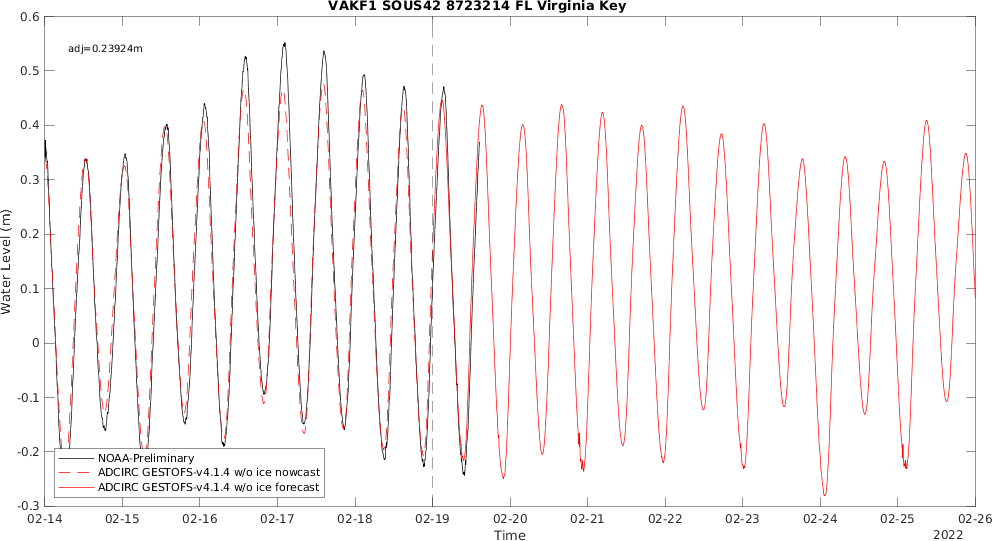 VAKF1 SOUS42 8723214 FL Virginia Key
adj=0.23924m
0.6
0.5
0.4
0.3
0.2
0.1
0
-0.1
-0.2
-0.3
Water Level (m)
NOAA-Preliminary
ADCIRC GESTOFS-v4.1.4 w/o ice nowcast
ADCIRC GESTOFS-v4.1.4 w/o ice forecast
02-14 02-15 02-16 02-17 02-18 02-19 02-20 02-21 02-22 02-23 02-24 02-25 02-26
Time
2022